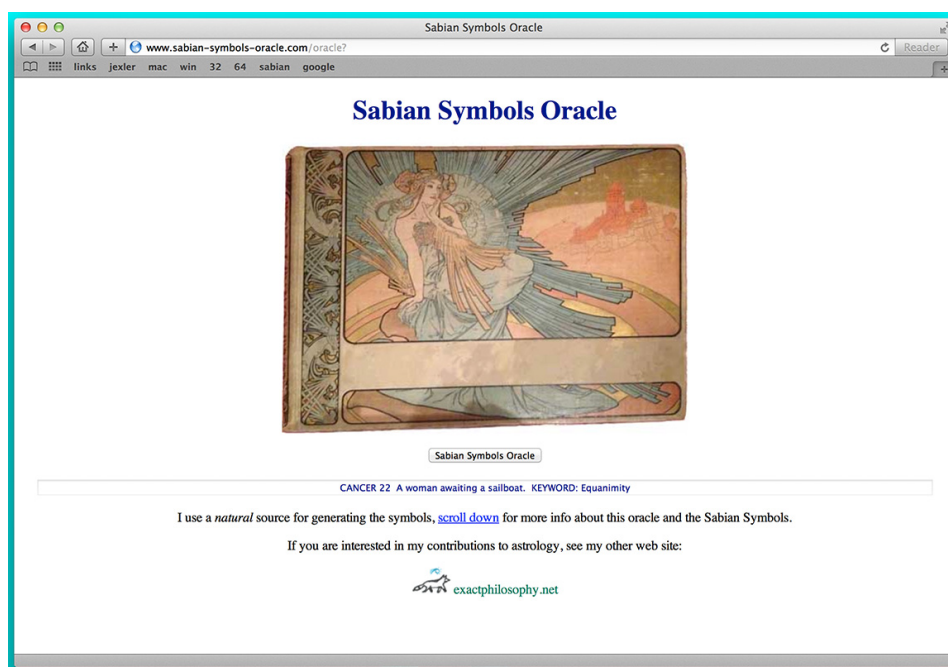 Sabian Symbols Oracle
www.sabian-symbols-oracle.com/oracle?
Reader
links jexler mac win 32 64 sabian google
Sabian Symbols Oracle
Sabian Symbols Oracle
CANCER 22 A woman awaiting a sailboat. KEYWORD: Equanimity
I use a natural source for generating the symbols, scroll down for more info about this oracle and the Sabian Symbols.
If you are interested in my contributions to astrology, see my other web site:
exactphilosophy.net